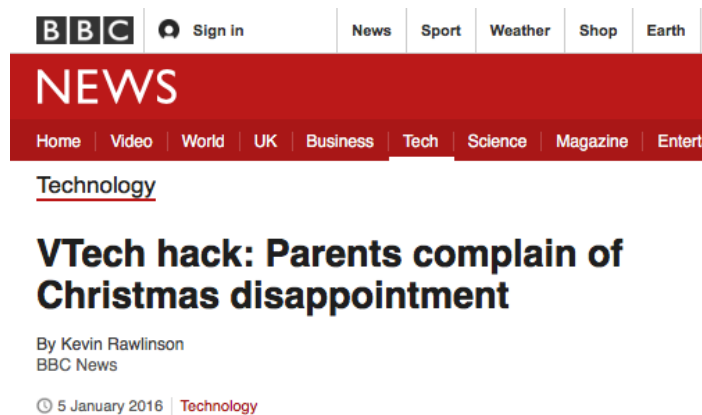 BBC Sign in News Sport Weather Shop Earth
NEWS
Home Video World UK Business Tech Science Magazine Entert
Technology
VTech hack: Parents complain of
Christmas disappointment
By Kevin Rawlinson
BBC News
5 January 2016 Technology